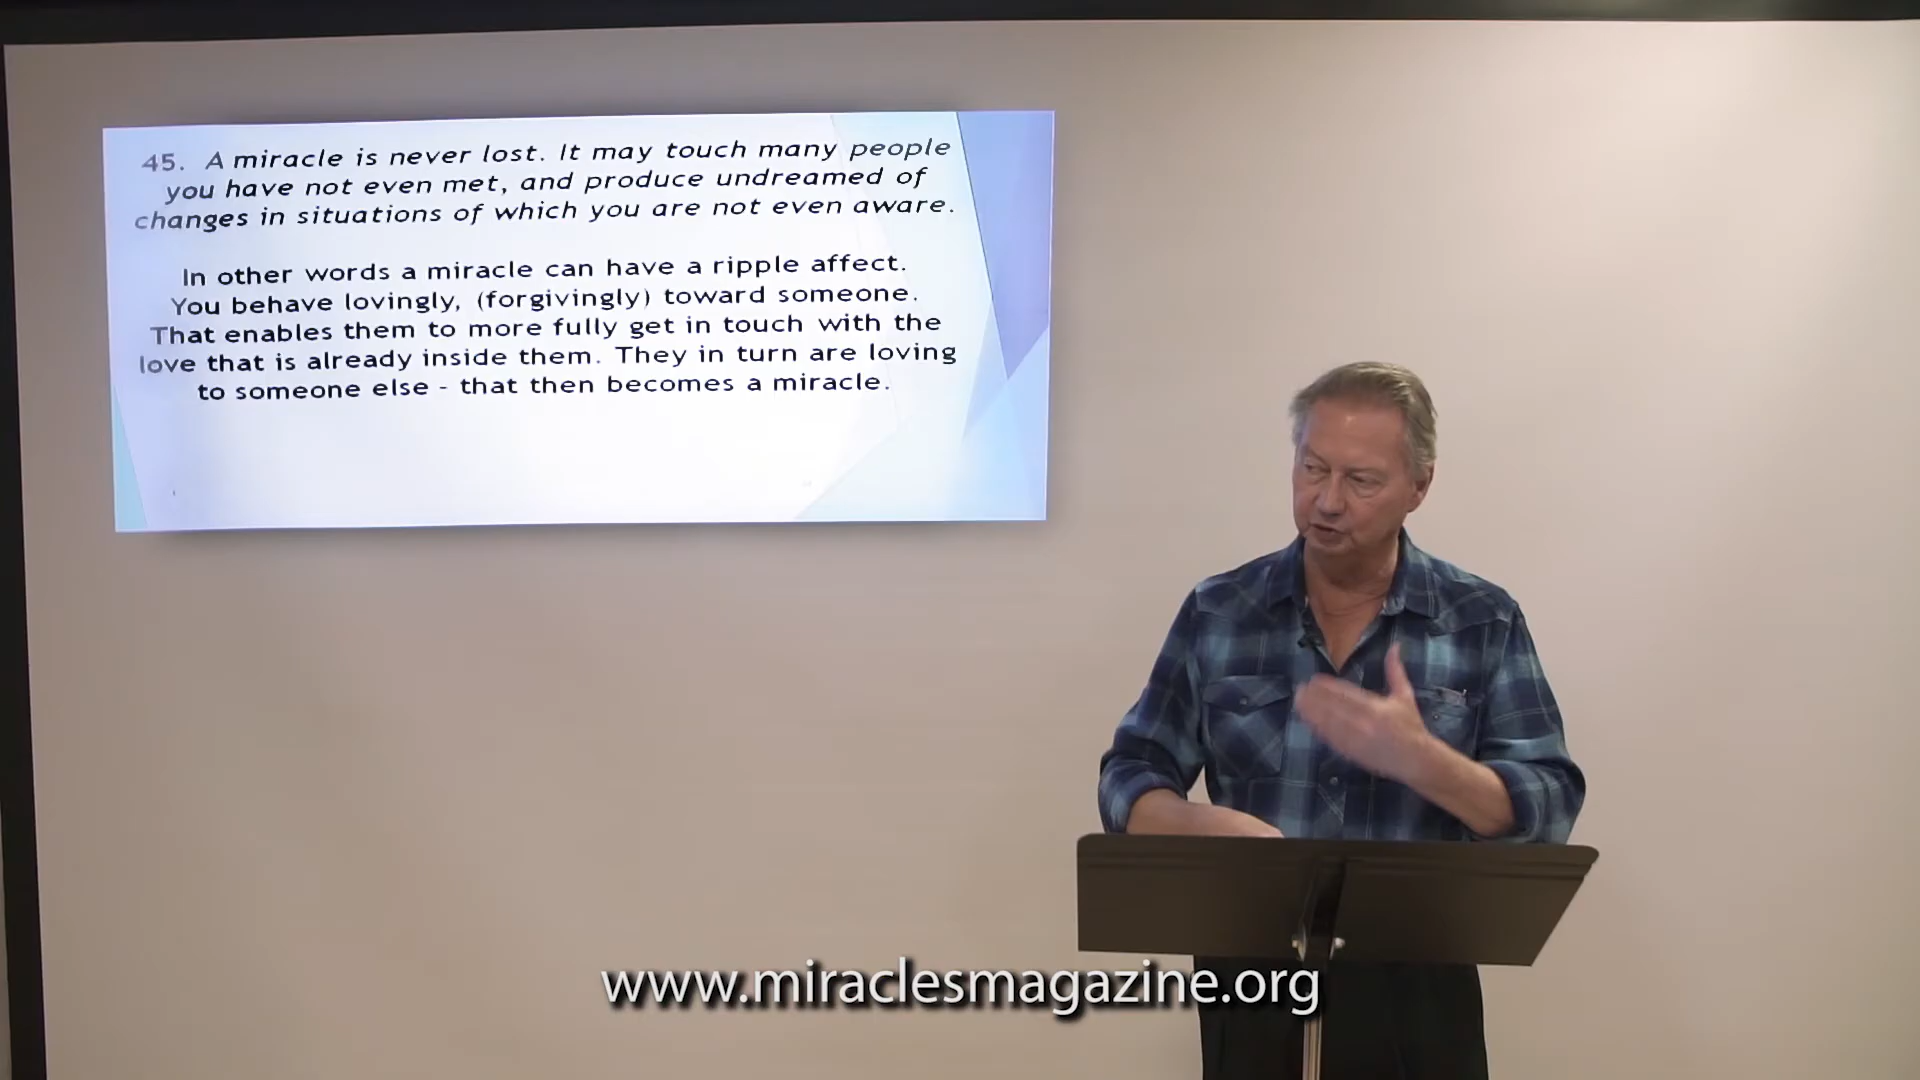 45. A miracle is never lost. It may touch many people
you have not even met, and produce undreamed of
changes in situations of which you are not even aware.
In other words a miracle can have a ripple affect.
You behave lovingly, (forgivingly) toward someone.
That enables them to more fully get in touch with the
love that is already inside them. They in turn are loving
to someone else - that then becomes a miracle.
www.miraclesmagazine.org